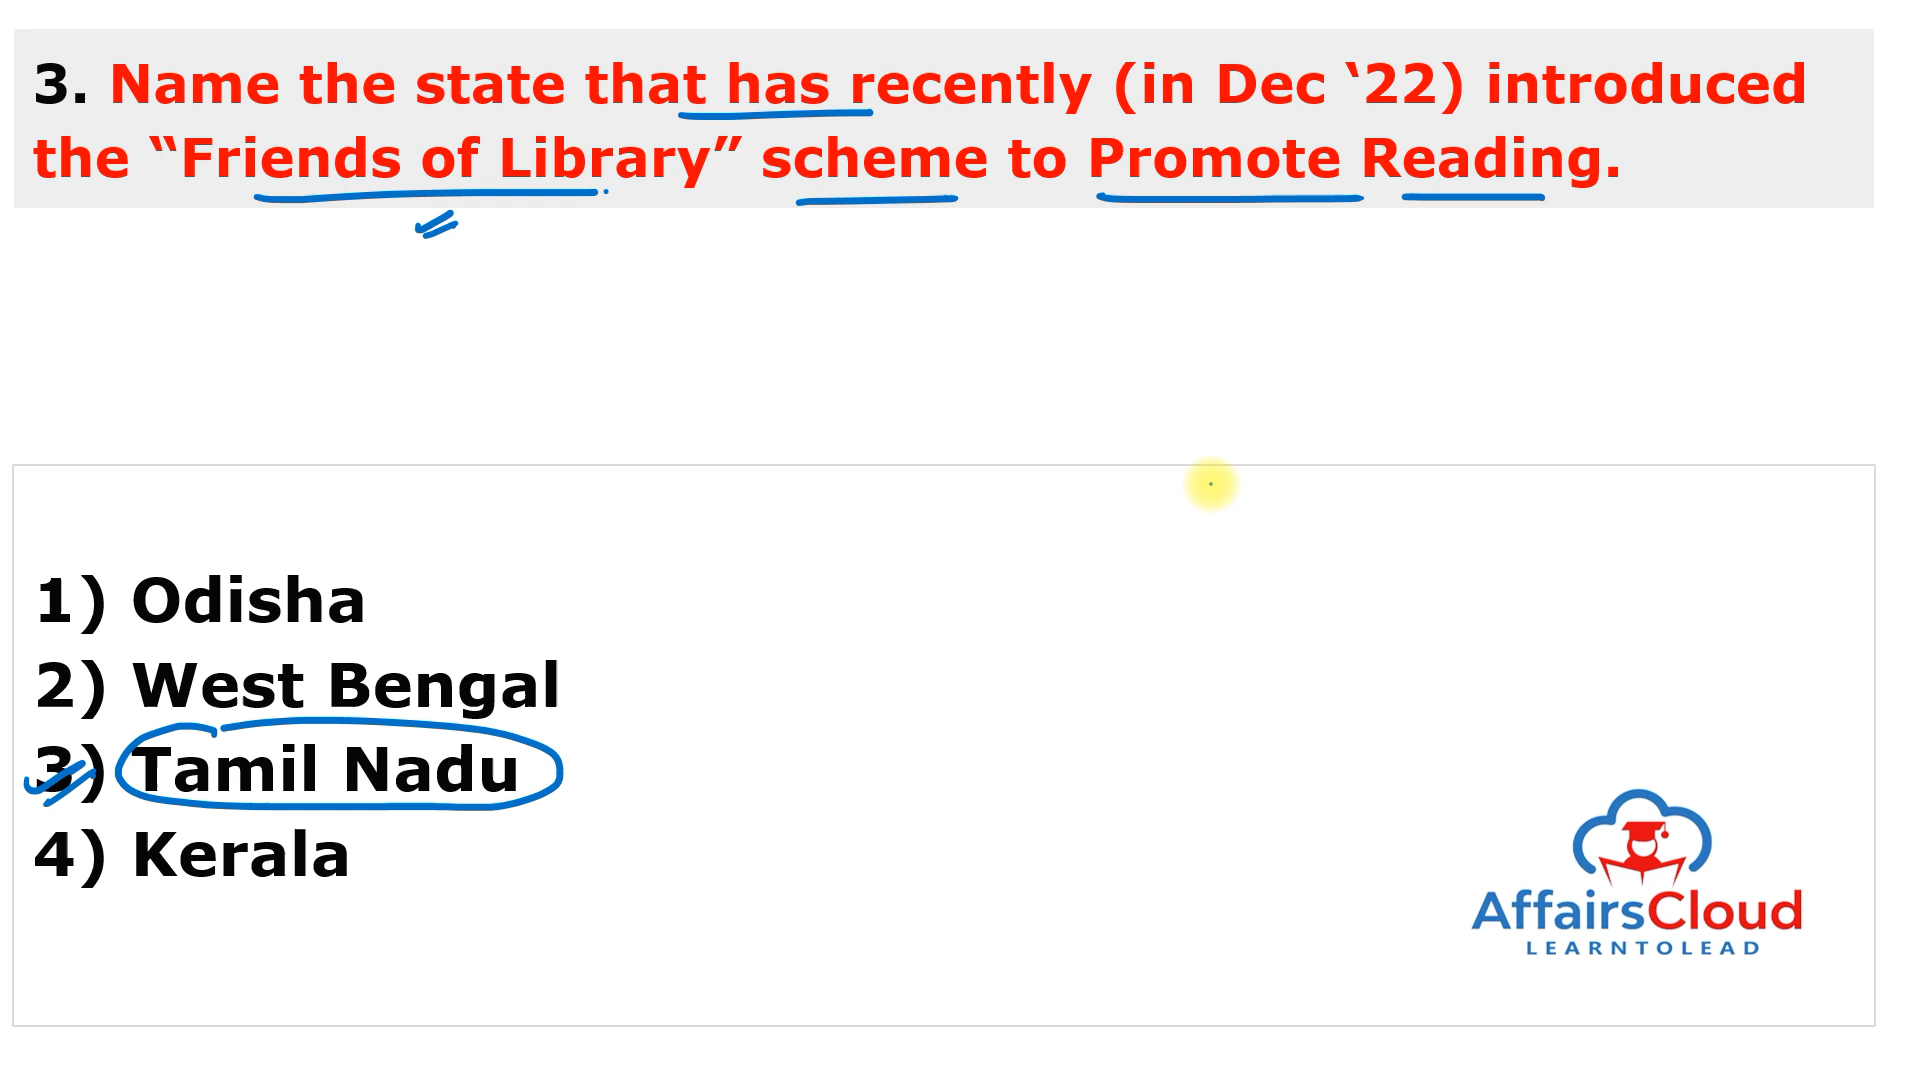 3. Name the state that has recently (in Dec ‘22) introduced
the “Friends of Library” scheme to Promote Reading.
1) Odisha
2) West Bengal
3) Tamil Nadu
4) Kerala
AffairsCloud
LEARNTOLEAD